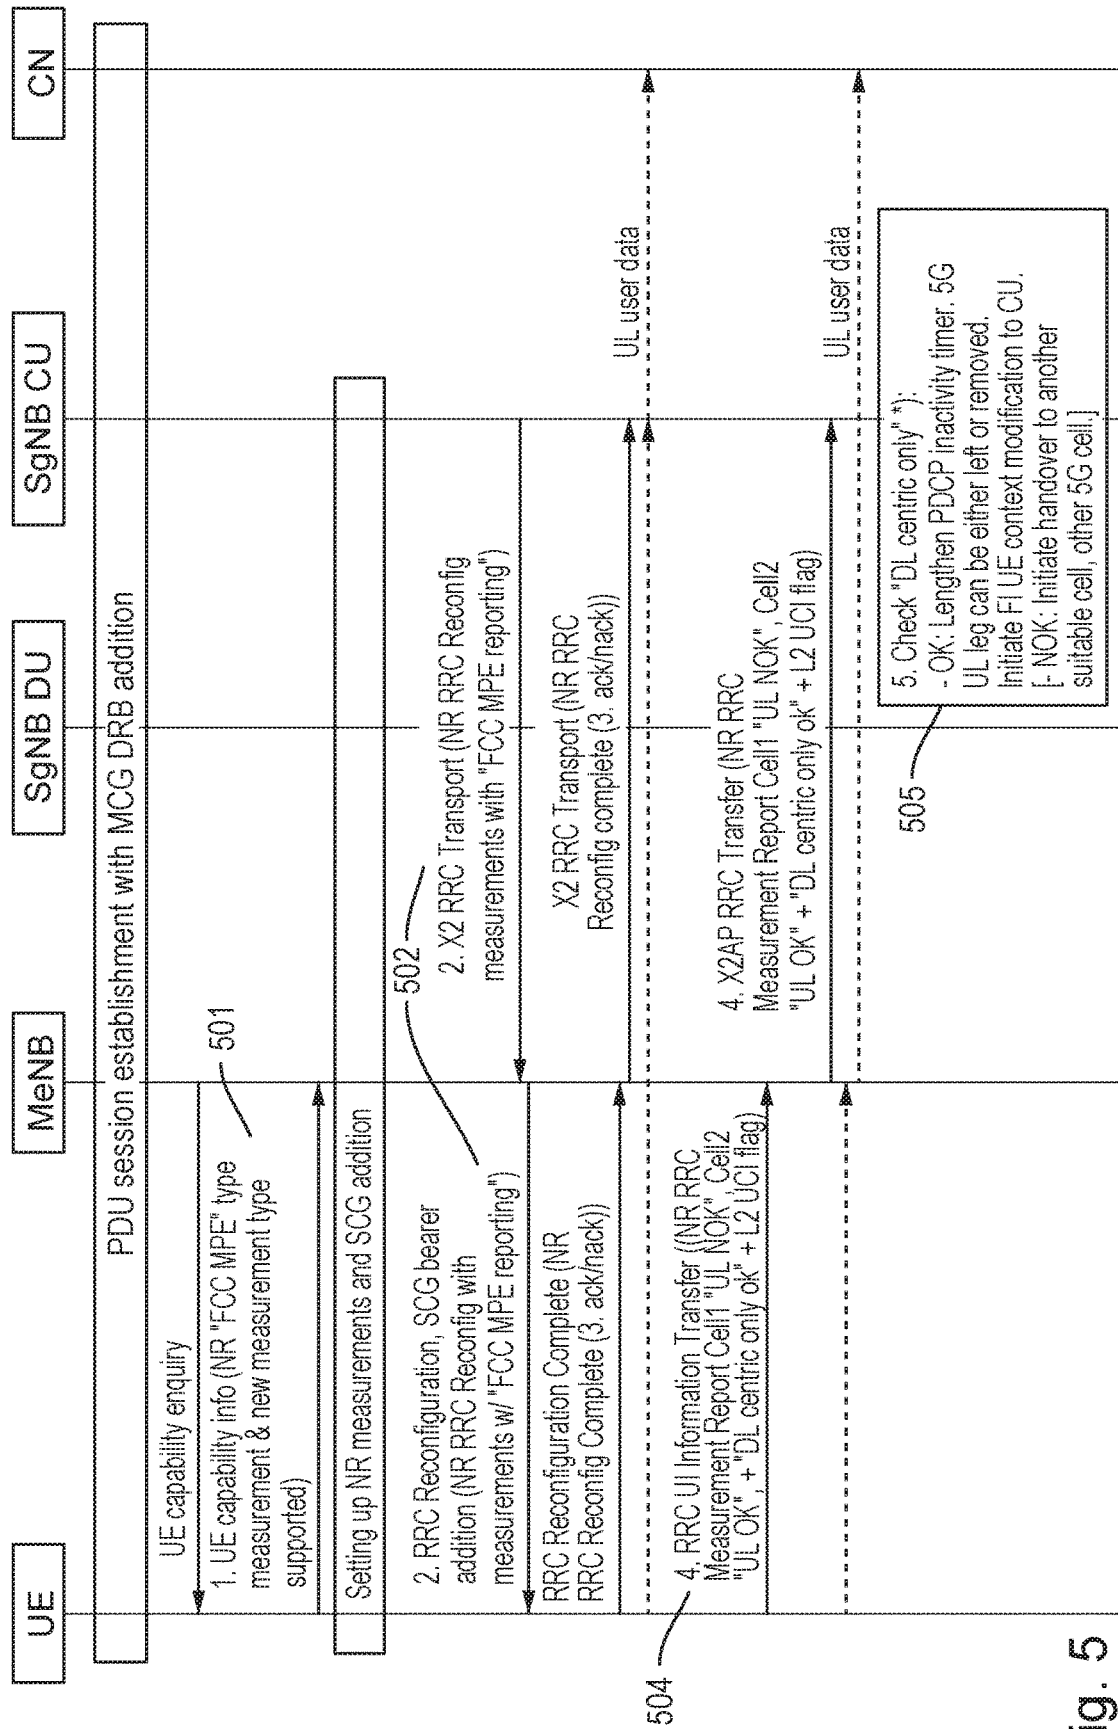 UE
MeNB
SgNB DU
SgNB CU
CN
PDU session establishment with MCG DRB addition
UE capability enquiry
1. UE capability info (NR "FCC MPE" type
measurement & new measurement type
supported)
501
Setting up NR measurements and SCG addition
502
2. X2 RRC Transport (NR RRC Reconfig
measurements with "FCC MPE reporting")
2. RRC Reconfiguration, SCG bearer
addition (NR RRC Reconfig with
measurements w/ "FCC MPE reporting")
X2 RRC Transport (NR RRC
Reconfig complete (3. ack/nack))
RRC Reconfiguration Complete (NR
RRC Reconfig Complete (3. ack/nack))
UL user data
504
4. RRC UI Information Transfer ((NR RRC
Measurement Report Cell1 "UL NOK", Cell2
"UL OK", + "DL centric only ok" + L2 UCI flag)
4. X2AP RRC Transfer (NR RRC
Measurement Report Cell1 "UL NOK", Cell2
"UL OK" + "DL centric only ok" + L2 UCI flag)
UL user data
505
5. Check "DL centric only" *):
- OK: Lengthen PDCP inactivity timer. 5G
UL leg can be either left or removed.
Initiate FI UE context modification to CU.
[- NOK: Initiate handover to another
suitable cell, other 5G cell.]
ig. 5